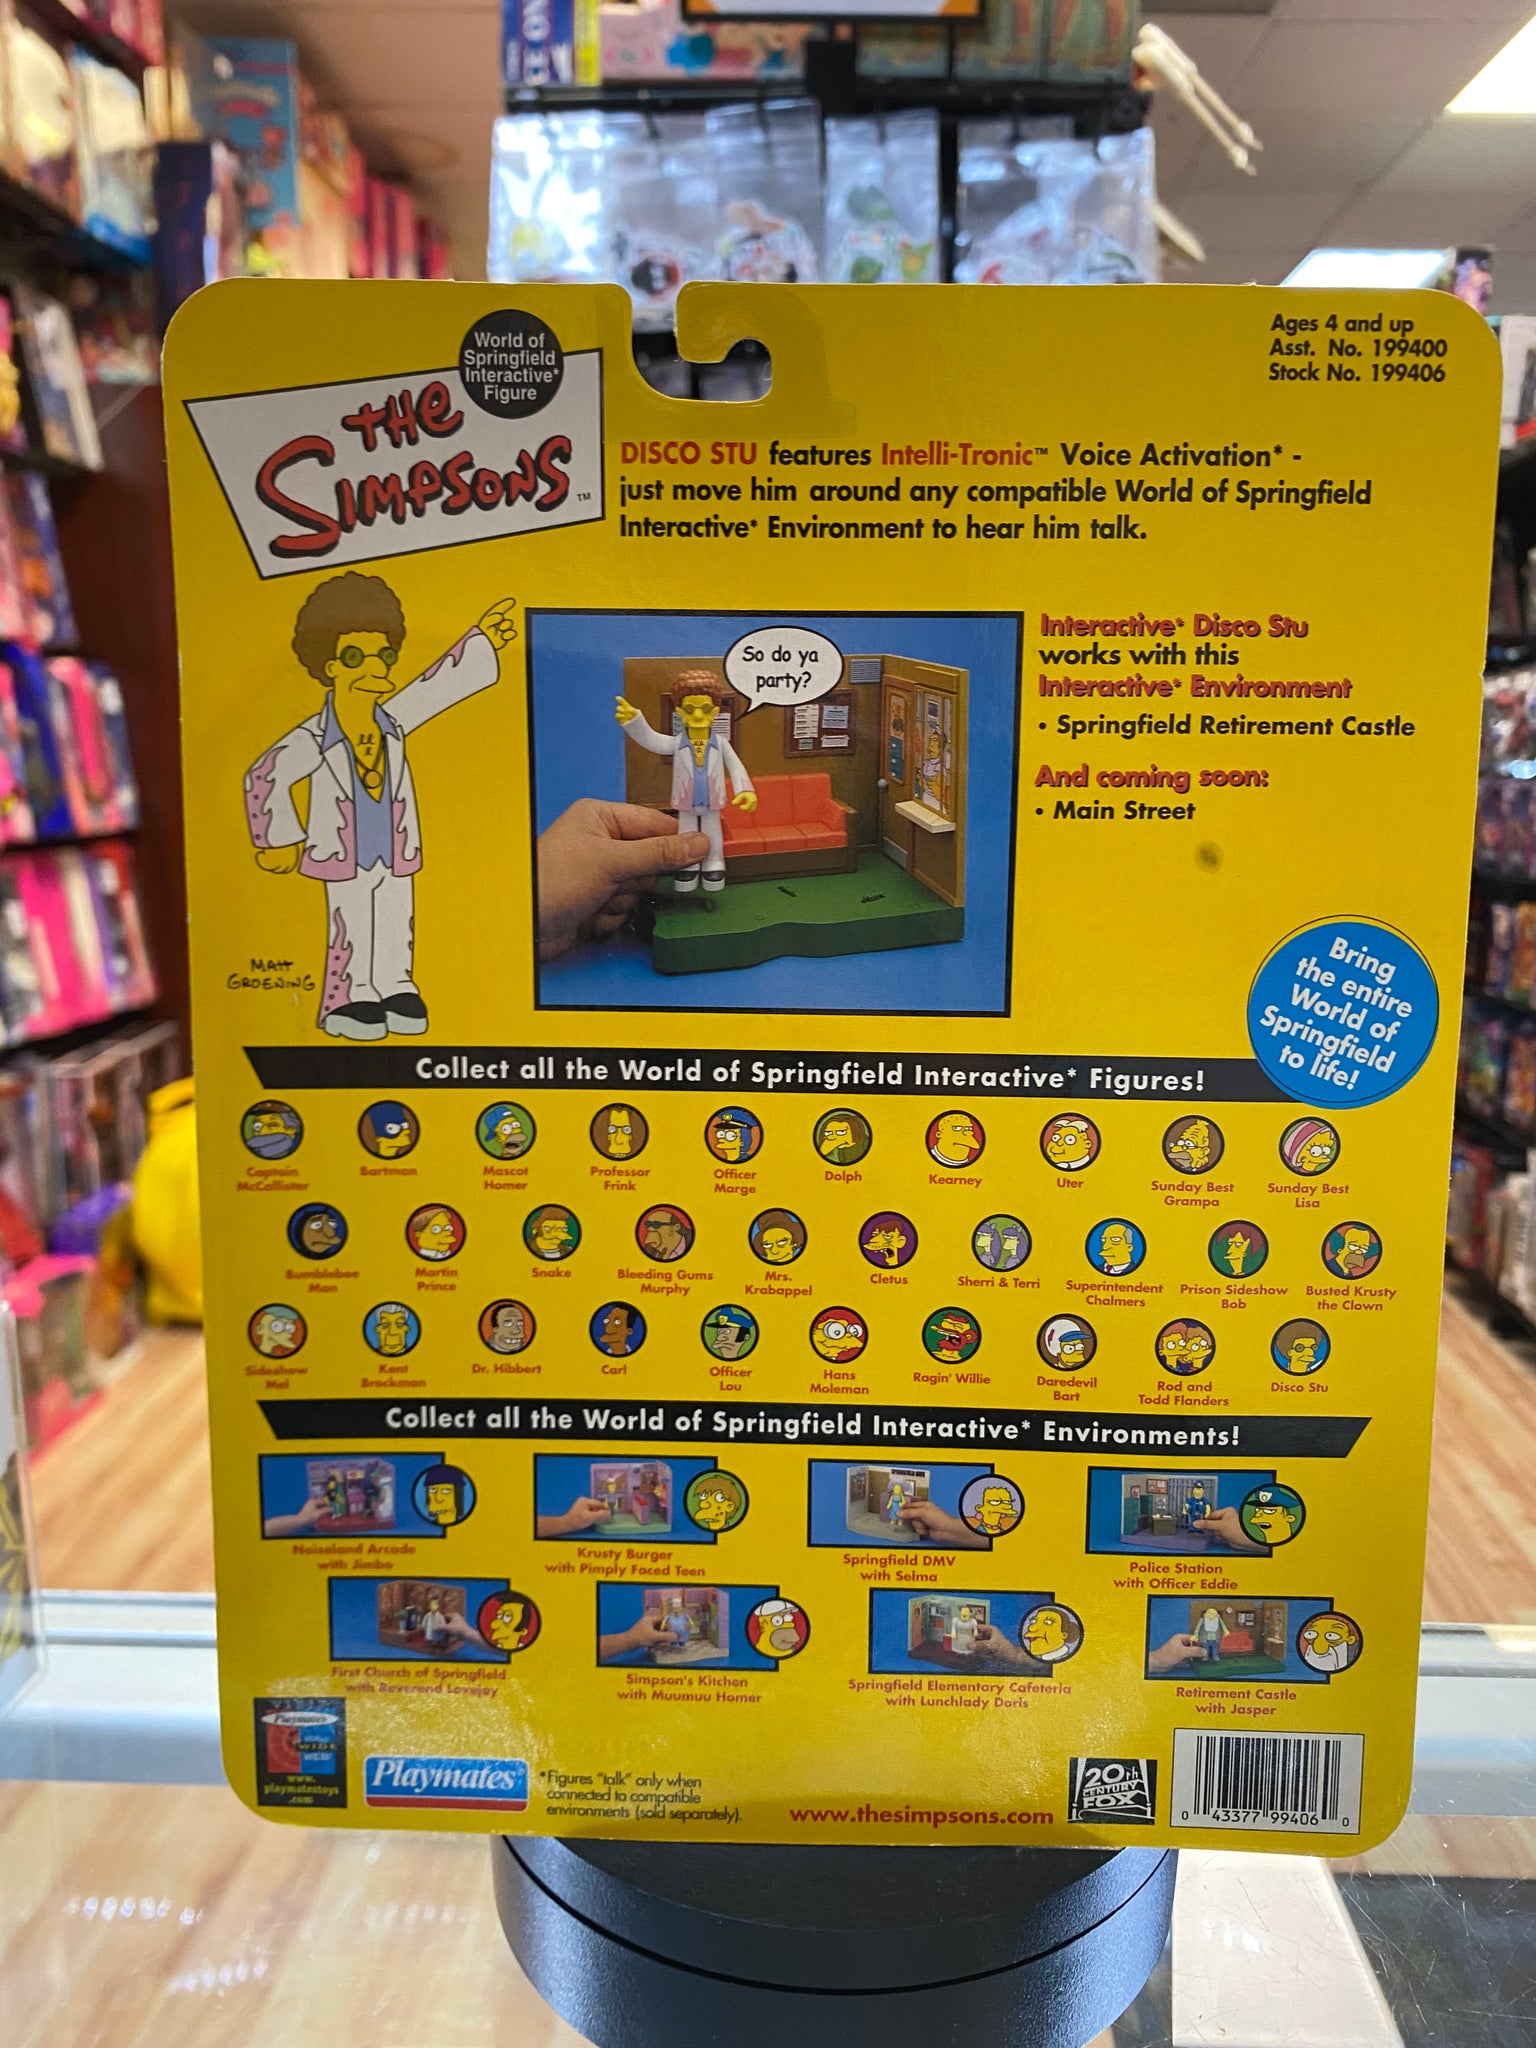 World of
Springfield
Interactive*
Figure
THE
SIMPSONS™
Ages 4 and up
Asst. No. 199400
Stock No. 199406
DISCO STU features Intelli-Tronic™ Voice Activation* -
just move him around any compatible World of Springfield
Interactive* Environment to hear him talk.
So do ya
party?
Interactive* Disco Stu
works with this
Interactive* Environment
• Springfield Retirement Castle
And coming soon:
• Main Street
MATT
GROENING
Bring
the entire
World of
Springfield
to life!
Collect all the World of Springfield Interactive* Figures!
Captain
McCallister
Bartman
Mascot
Homer
Professor
Frink
Officer
Marge
Dolph
Kearney
Uter
Sunday Best
Grampa
Sunday Best
Lisa
Bumblebee
Man
Martin
Prince
Snake
Bleeding Gums
Murphy
Mrs.
Krabappel
Cletus
Sherri & Terri
Superintendent
Chalmers
Prison Sideshow
Bob
Busted Krusty
the Clown
Sideshow
Mel
Kent
Brockman
Dr. Hibbert
Carl
Officer
Lou
Hans
Moleman
Ragin' Willie
Daredevil
Bart
Rod and
Todd Flanders
Disco Stu
Collect all the World of Springfield Interactive* Environments!
Noiseland Arcade
with Jimbo
Krusty Burger
with Pimply Faced Teen
Springfield DMV
with Selma
Police Station
with Officer Eddie
First Church of Springfield
with Reverend Lovejoy
Simpson's Kitchen
with Muumuu Homer
Springfield Elementary Cafeteria
with Lunchlady Doris
Retirement Castle
with Jasper
VISIT
Playmates
WIDE
WEB!
www.
playmatestoys
.com
Playmates
*Figures "talk" only when
connected to compatible
environments (sold separately).
www.thesimpsons.com
20th
CENTURY
FOX
0 43377 99406 0